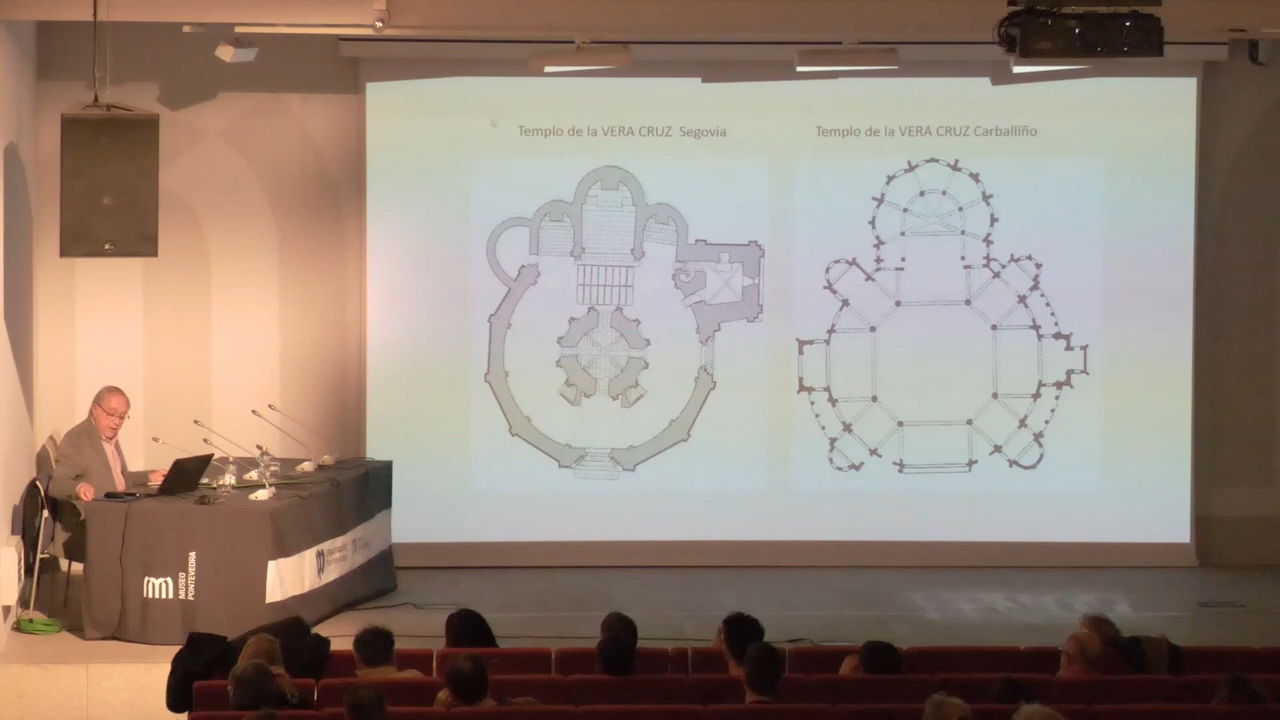 Templo de la VERA CRUZ Segovia
Templo de la VERA CRUZ Carballiño
MUSEO
PONTEVEDRA